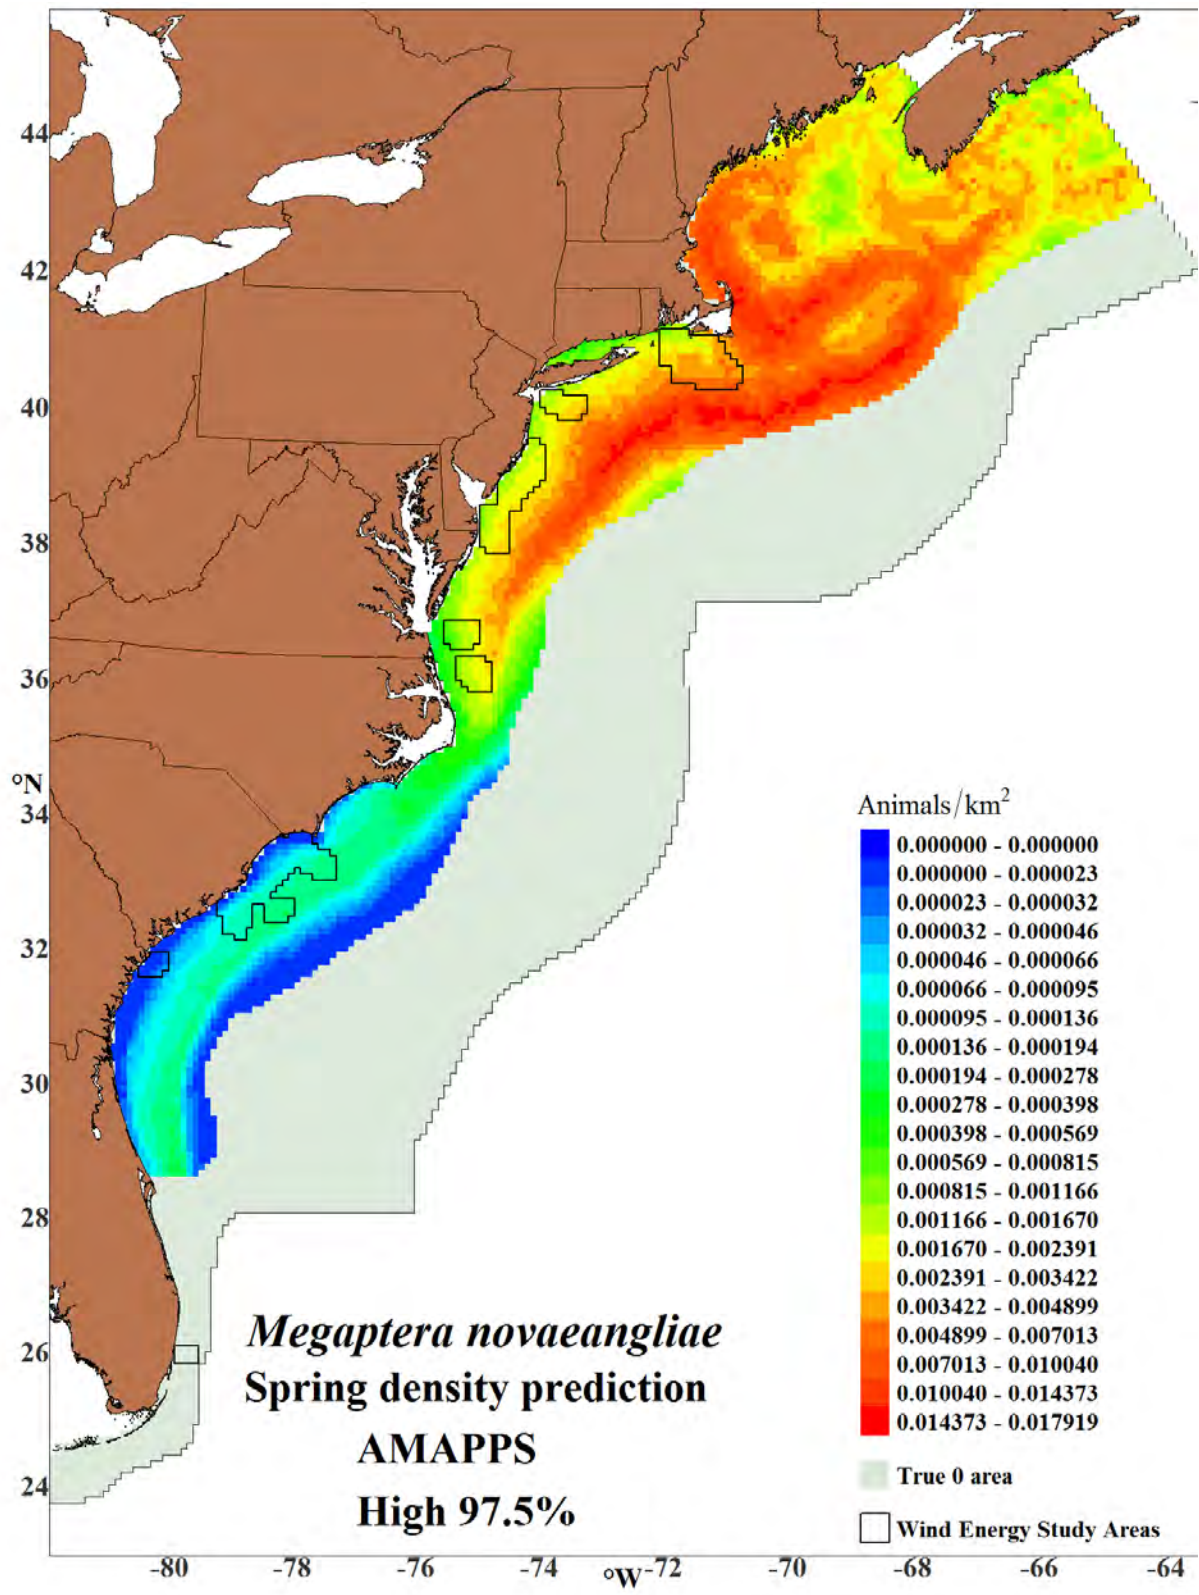 44
42
40
38
36
°N
34
32
30
28
26
24
Animals/km²
0.000000 - 0.000000
0.000000 - 0.000023
0.000023 - 0.000032
0.000032 - 0.000046
0.000046 - 0.000066
0.000066 - 0.000095
0.000095 - 0.000136
0.000136 - 0.000194
0.000194 - 0.000278
0.000278 - 0.000398
0.000398 - 0.000569
0.000569 - 0.000815
0.000815 - 0.001166
0.001166 - 0.001670
0.001670 - 0.002391
0.002391 - 0.003422
0.003422 - 0.004899
0.004899 - 0.007013
0.007013 - 0.010040
0.010040 - 0.014373
0.014373 - 0.017919
True 0 area
Wind Energy Study Areas
Megaptera novaeangliae
Spring density prediction
AMAPPS
High 97.5%
-80 -78 -76 -74 °W -72 -70 -68 -66 -64